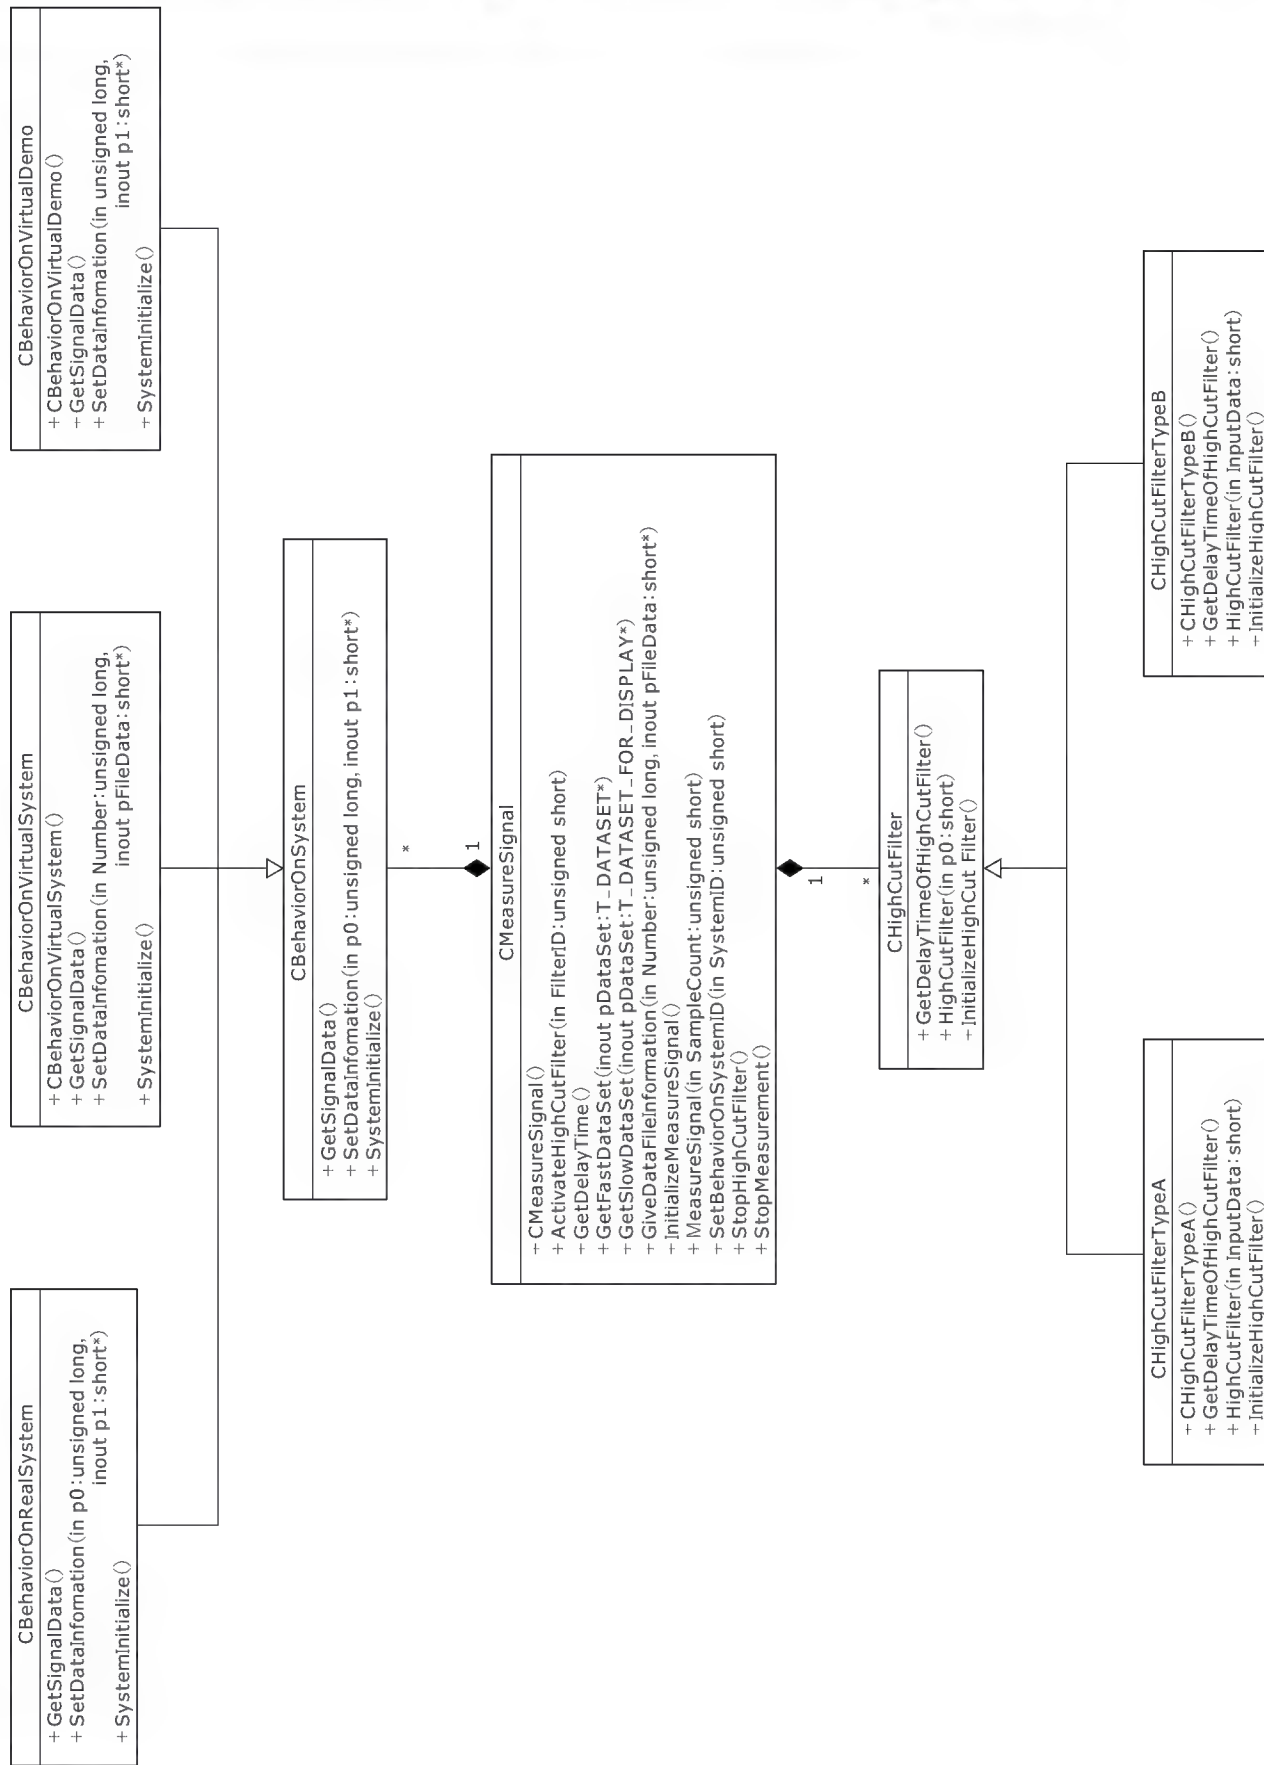 CBehaviorOnRealSystem
+GetSignalData()
+SetDataInfomation(in p0:unsigned long,
inout p1:short*)
+SystemInitialize()
CBehaviorOnVirtualSystem
+CBehaviorOnVirtualSystem()
+GetSignalData()
+SetDataInfomation(in Number:unsigned long,
inout pFileData:short*)
+SystemInitialize()
CBehaviorOnVirtualDemo
+CBehaviorOnVirtualDemo()
+GetSignalData()
+SetDataInfomation(in unsigned long,
inout p1:short*)
+SystemInitialize()
CBehaviorOnSystem
+GetSignalData()
+SetDataInfomation(in p0:unsigned long, inout p1:short*)
+SystemInitialize()
*
1
CMeasureSignal
+CMeasureSignal()
+ActivateHighCutFilter(in FilterID:unsigned short)
+GetDelayTime()
+GetFastDataSet(inout pDataSet:T_DATASET*)
+GetSlowDataSet(inout pDataSet:T_DATASET_FOR_DISPLAY*)
+GiveDataFileInformation(in Number:unsigned long, inout pFileData:short*)
+InitializeMeasureSignal()
+MeasureSignal(in SampleCount:unsigned short)
+SetBehaviorOnSystemID(in SystemID:unsigned short)
+StopHighCutFilter()
+StopMeasurement()
1
*
CHighCutFilter
+GetDelayTimeOfHighCutFilter()
+HighCutFilter(in p0:short)
+InitializeHighCut Filter()
CHighCutFilterTypeA
+CHighCutFilterTypeA()
+GetDelayTimeOfHighCutFilter()
+HighCutFilter(in InputData:short)
+InitializeHighCutFilter()
CHighCutFilterTypeB
+CHighCutFilterTypeB()
+GetDelayTimeOfHighCutFilter()
+HighCutFilter(in InputData:short)
+InitializeHighCutFilter()